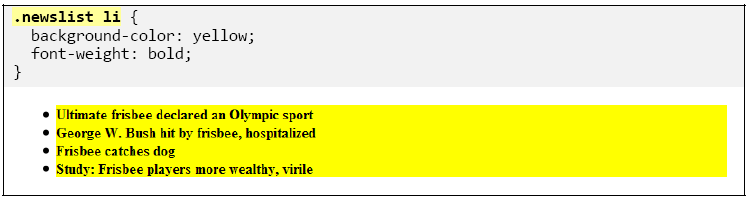 .newslist li {
  background-color: yellow;
  font-weight: bold;
}
• Ultimate frisbee declared an Olympic sport
• George W. Bush hit by frisbee, hospitalized
• Frisbee catches dog
• Study: Frisbee players more wealthy, virile